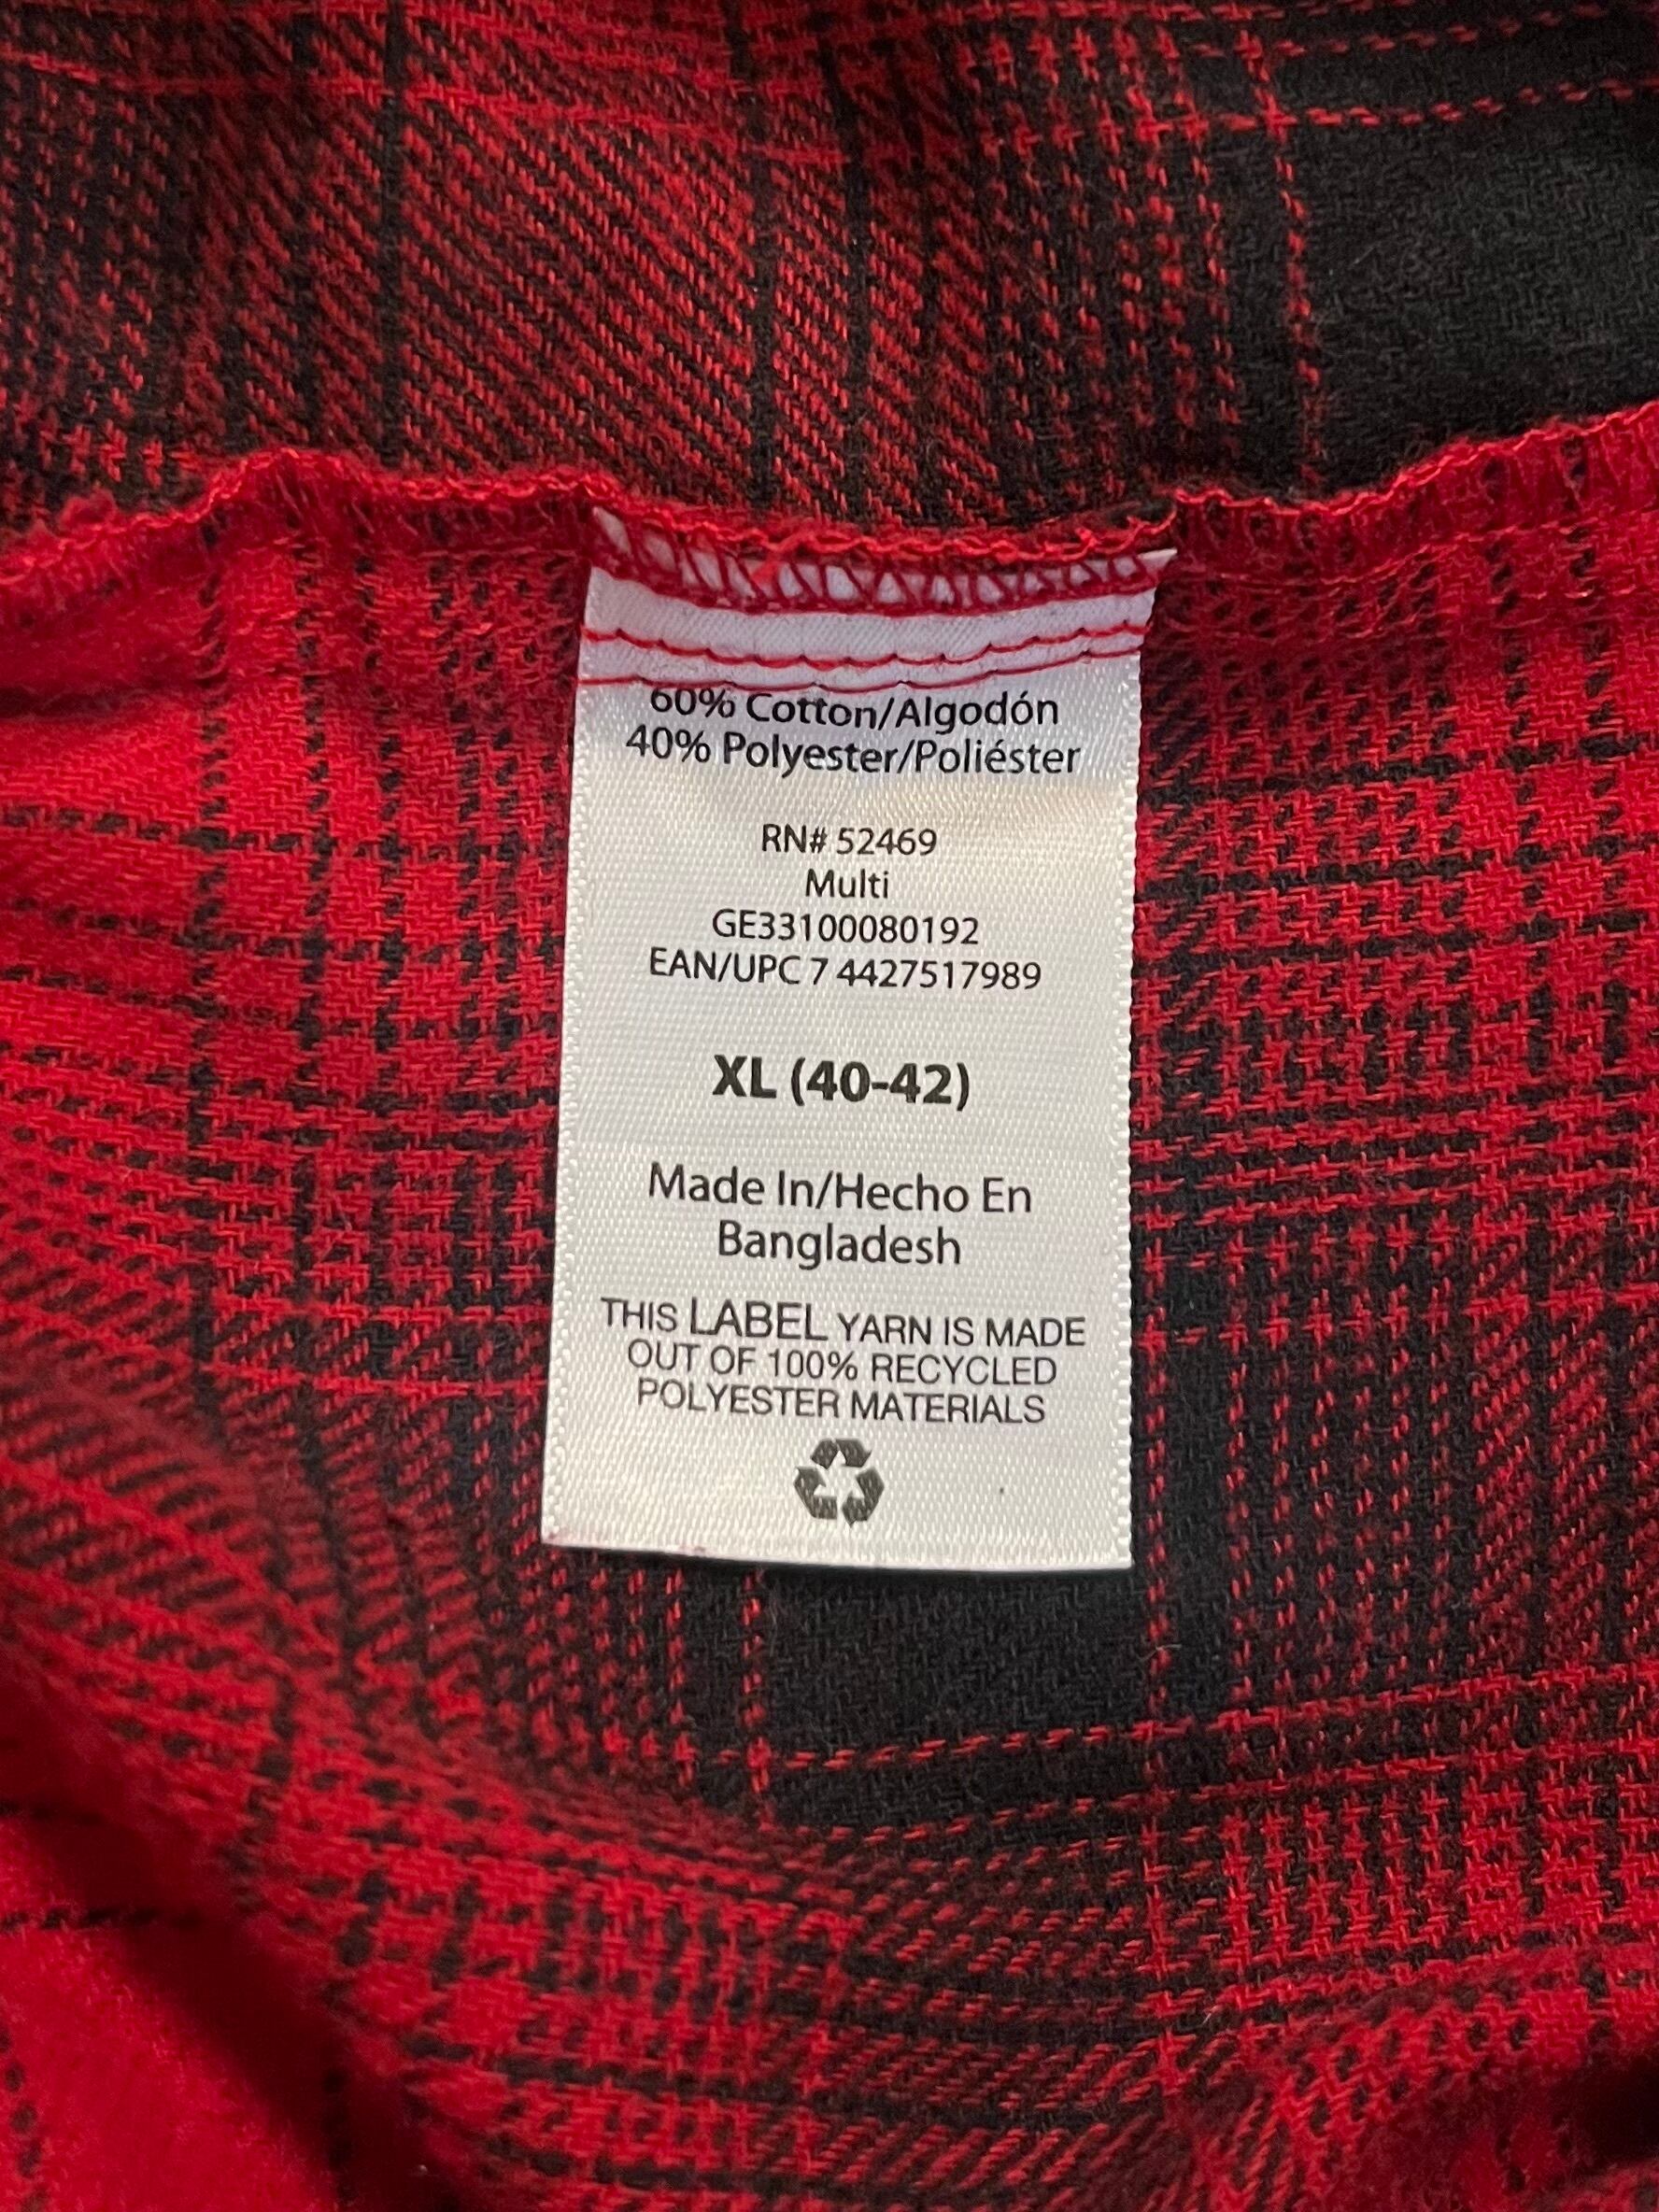 60% Cotton/Algodón
40% Polyester/Poliéster
RN# 52469
Multi
GE33100080192
EAN/UPC 7 4427517989
XL (40-42)
Made In/Hecho En
Bangladesh
THIS LABEL YARN IS MADE
OUT OF 100% RECYCLED
POLYESTER MATERIALS